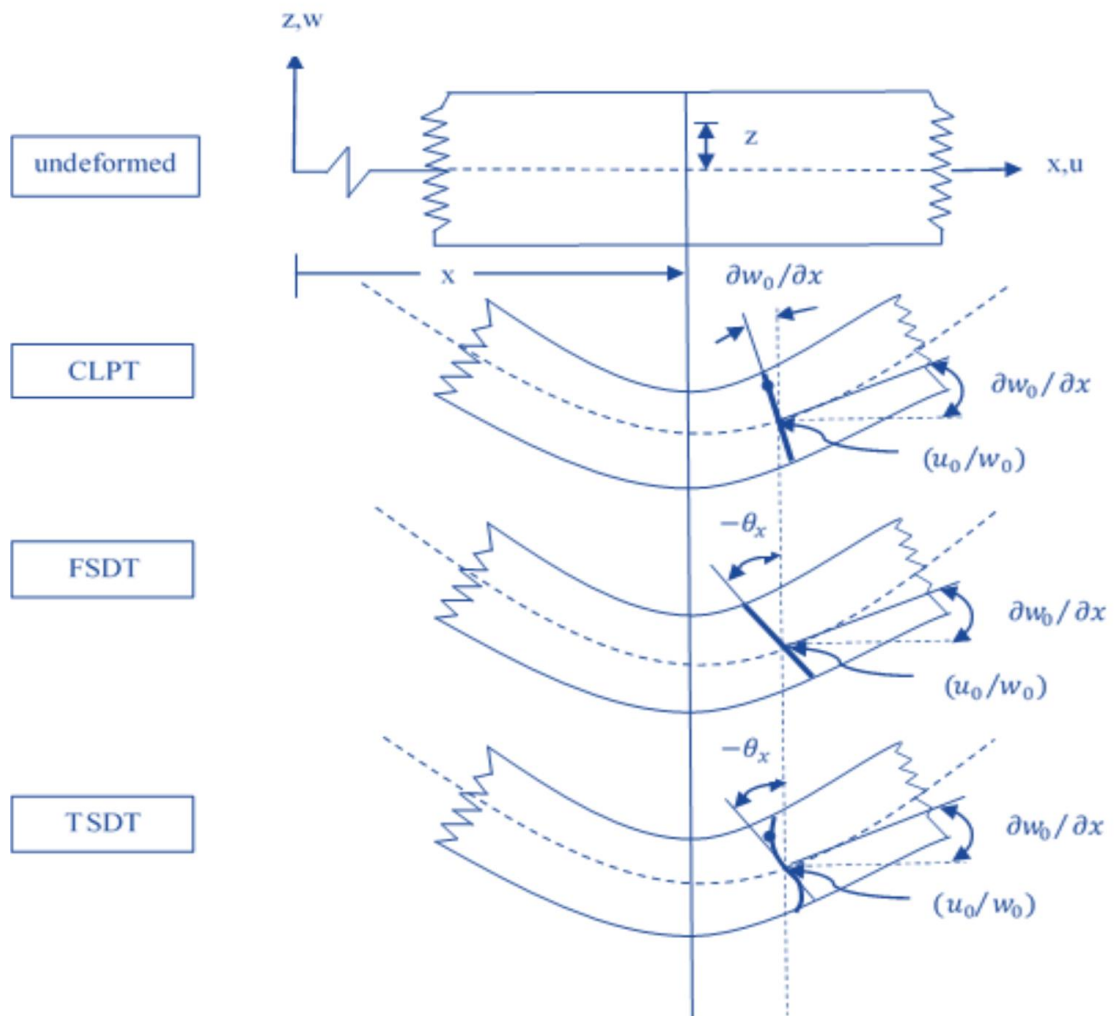 z,w
undeformed
z
x,u
x
∂w₀/∂x
CLPT
∂w₀/∂x
(u₀/w₀)
−θₓ
FSDT
∂w₀/∂x
(u₀/w₀)
−θₓ
TSDT
∂w₀/∂x
(u₀/w₀)